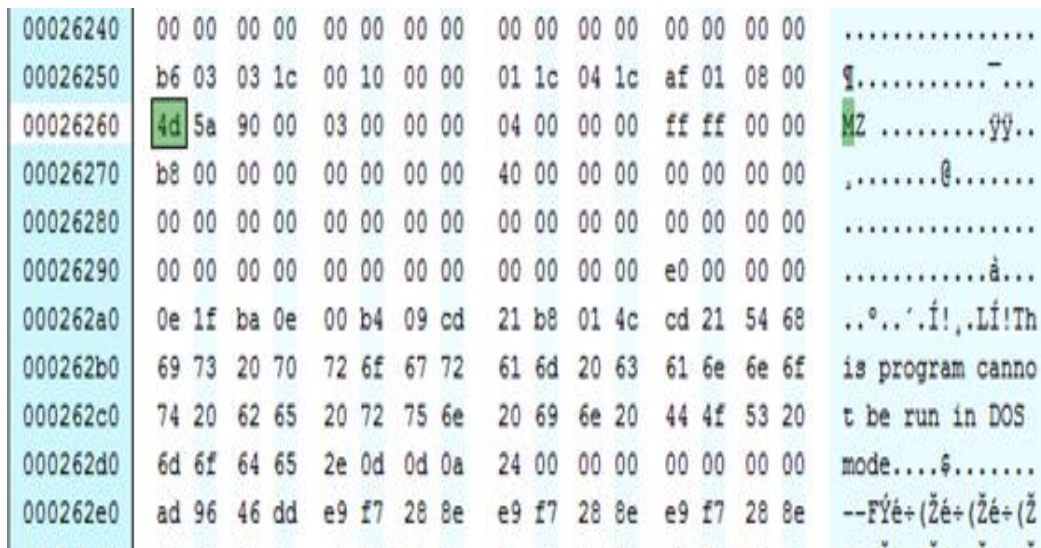 00026240 00 00 00 00 00 00 00 00 00 00 00 00 00 00 00 00 ................
00026250 b6 03 03 1c 00 10 00 00 01 1c 04 1c af 01 08 00 ¶...........¯...
00026260 4d 5a 90 00 03 00 00 00 04 00 00 00 ff ff 00 00 MZ .........ÿÿ..
00026270 b8 00 00 00 00 00 00 00 40 00 00 00 00 00 00 00 ¸.......@.......
00026280 00 00 00 00 00 00 00 00 00 00 00 00 00 00 00 00 ................
00026290 00 00 00 00 00 00 00 00 00 00 00 00 e0 00 00 00 ............à...
000262a0 0e 1f ba 0e 00 b4 09 cd 21 b8 01 4c cd 21 54 68 ..º..´.Í!¸.LÍ!Th
000262b0 69 73 20 70 72 6f 67 72 61 6d 20 63 61 6e 6e 6f is program canno
000262c0 74 20 62 65 20 72 75 6e 20 69 6e 20 44 4f 53 20 t be run in DOS
000262d0 6d 6f 64 65 2e 0d 0d 0a 24 00 00 00 00 00 00 00 mode....$.......
000262e0 ad 96 46 dd e9 f7 28 8e e9 f7 28 8e e9 f7 28 8e --FÝé÷(Žé÷(Žé÷(Ž